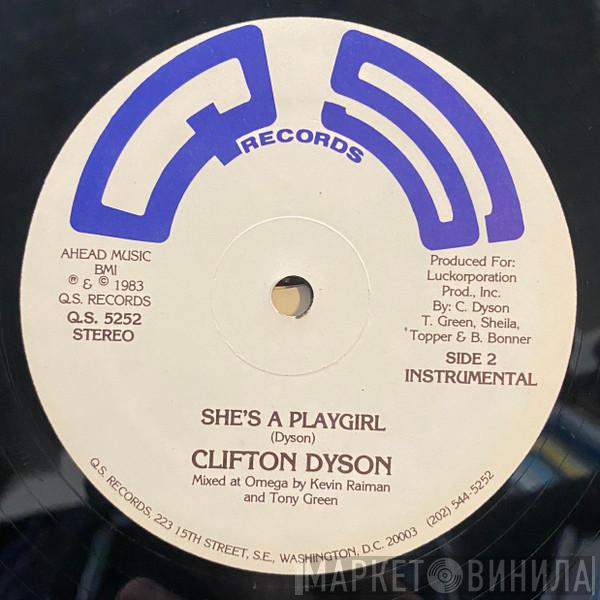 QS
RECORDS
AHEAD MUSIC
BMI
℗ & © 1983
Q.S. RECORDS
Q.S. 5252
STEREO
Produced For:
Luckorporation
Prod., Inc.
By: C. Dyson
T. Green, Sheila,
Topper & B. Bonner
SIDE 2
INSTRUMENTAL
SHE'S A PLAYGIRL
(Dyson)
CLIFTON DYSON
Mixed at Omega by Kevin Raiman
and Tony Green
Q.S. RECORDS, 223 15TH STREET, S.E., WASHINGTON, D.C. 20003 (202) 544-5252
МАРКЕТ ВИНИЛА